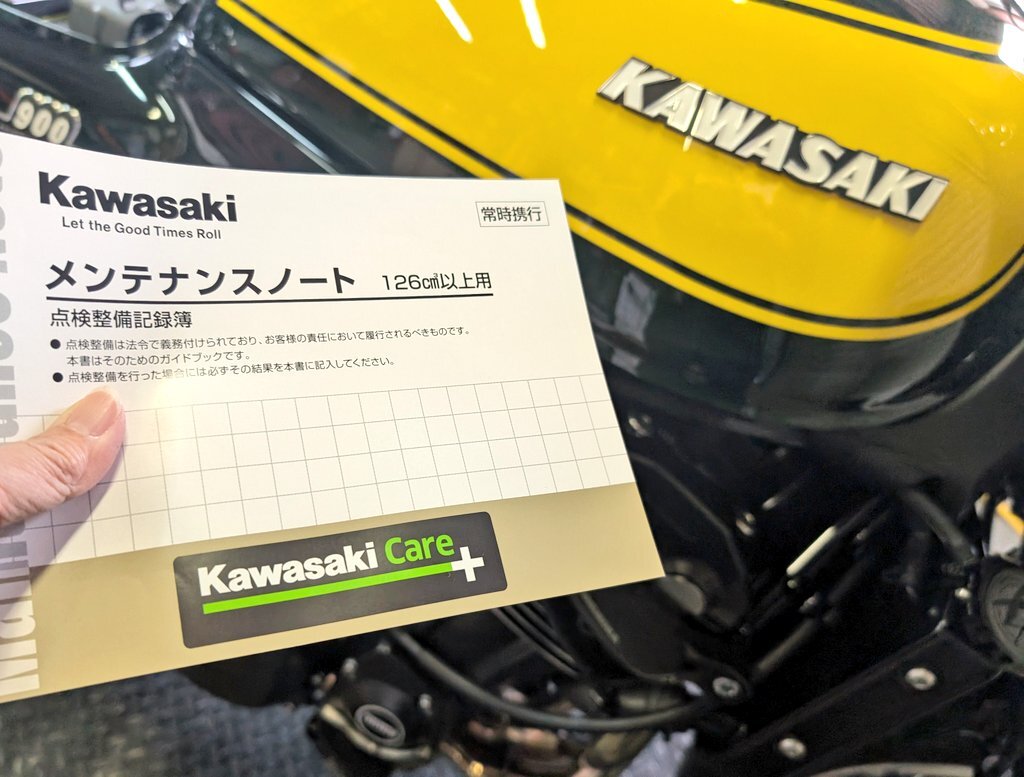 KAWASAKI
900
Kawasaki
Let the Good Times Roll
常時携行
メンテナンスノート 126c㎥以上用
点検整備記録簿
● 点検整備は法令で義務付けられており、お客様の責任において履行されるべきものです。
本書はそのためのガイドブックです。
● 点検整備を行った場合には必ずその結果を本書に記入してください。
Kawasaki Care+